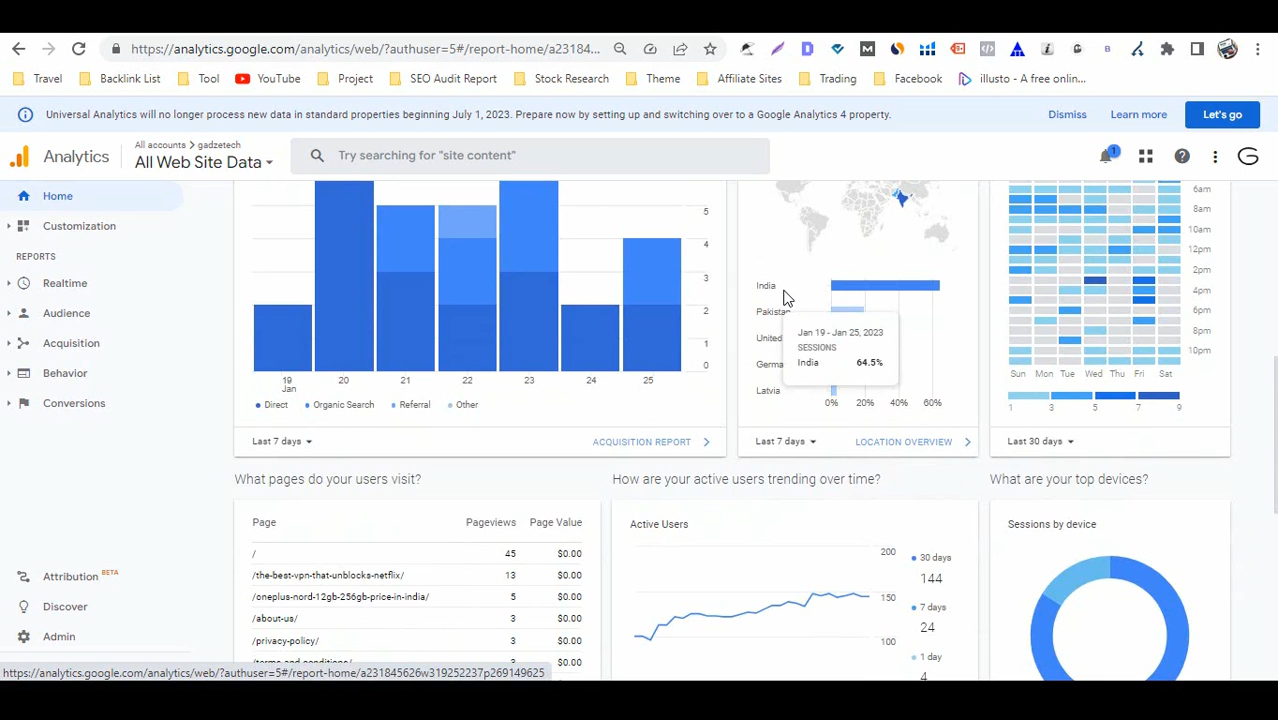 https://analytics.google.com/analytics/web/?authuser=5#/report-home/a23184...
Travel Backlink List Tool YouTube Project SEO Audit Report Stock Research Theme Affiliate Sites Trading Facebook illusto - A free onlin...
Universal Analytics will no longer process new data in standard properties beginning July 1, 2023. Prepare now by setting up and switching over to a Google Analytics 4 property. Dismiss Learn more Let's go
All accounts > gadzetech
Analytics All Web Site Data Try searching for "site content" 1
Home
Customization
REPORTS
Realtime
Audience
Acquisition
Behavior
Conversions
Attribution BETA
Discover
Admin
5
4
3
2
1
0
19 20 21 22 23 24 25
Jan
Direct Organic Search Referral Other
Last 7 days ACQUISITION REPORT
India
Pakistan
United
Germa
Latvia
0% 20% 40% 60%
Jan 19 - Jan 25, 2023
SESSIONS
India 64.5%
Last 7 days LOCATION OVERVIEW
6am
8am
10am
12pm
2pm
4pm
6pm
8pm
10pm
Sun Mon Tue Wed Thu Fri Sat
1 3 5 7 9
Last 30 days
What pages do your users visit?
Page Pageviews Page Value
/ 45 $0.00
/the-best-vpn-that-unblocks-netflix/ 13 $0.00
/oneplus-nord-12gb-256gb-price-in-india/ 5 $0.00
/about-us/ 3 $0.00
/privacy-policy/ 3 $0.00
/terms-and-conditions/ 3 $0.00
How are your active users trending over time?
Active Users
200
150
100
30 days
144
7 days
24
1 day
4
What are your top devices?
Sessions by device
https://analytics.google.com/analytics/web/?authuser=5#/report-home/a231845626w319252237p269149625